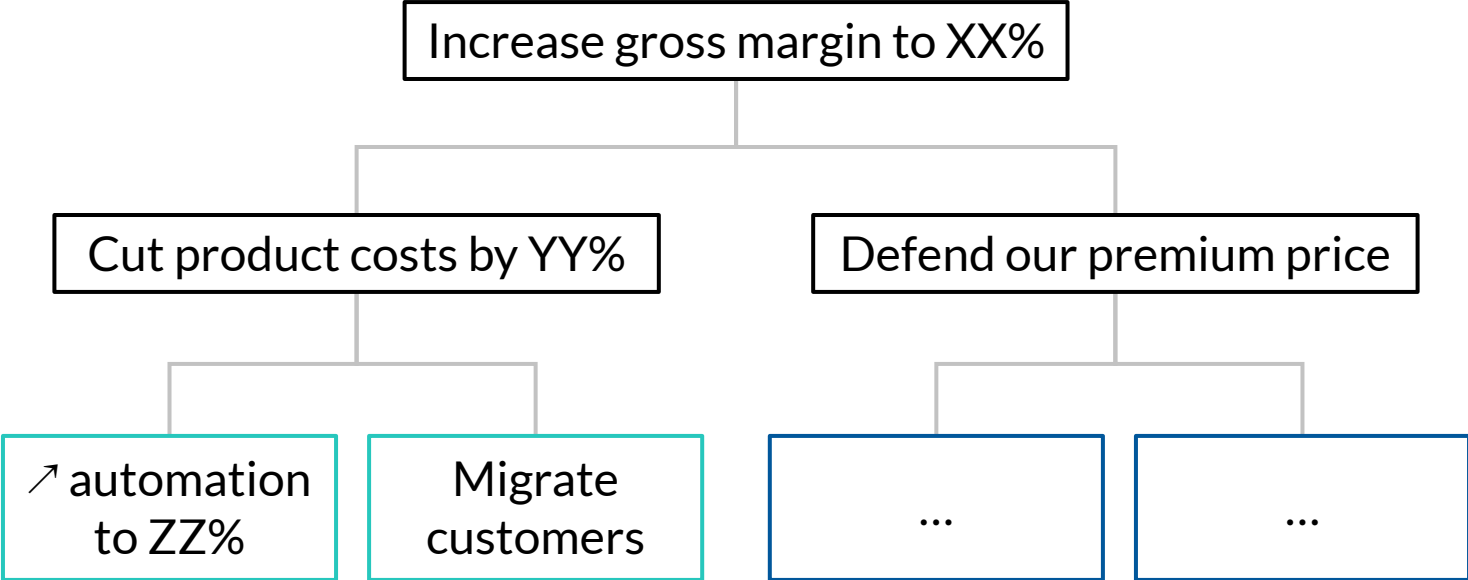 Increase gross margin to XX%
Cut product costs by YY%
Defend our premium price
↗ automation
to ZZ%
Migrate
customers
...
...